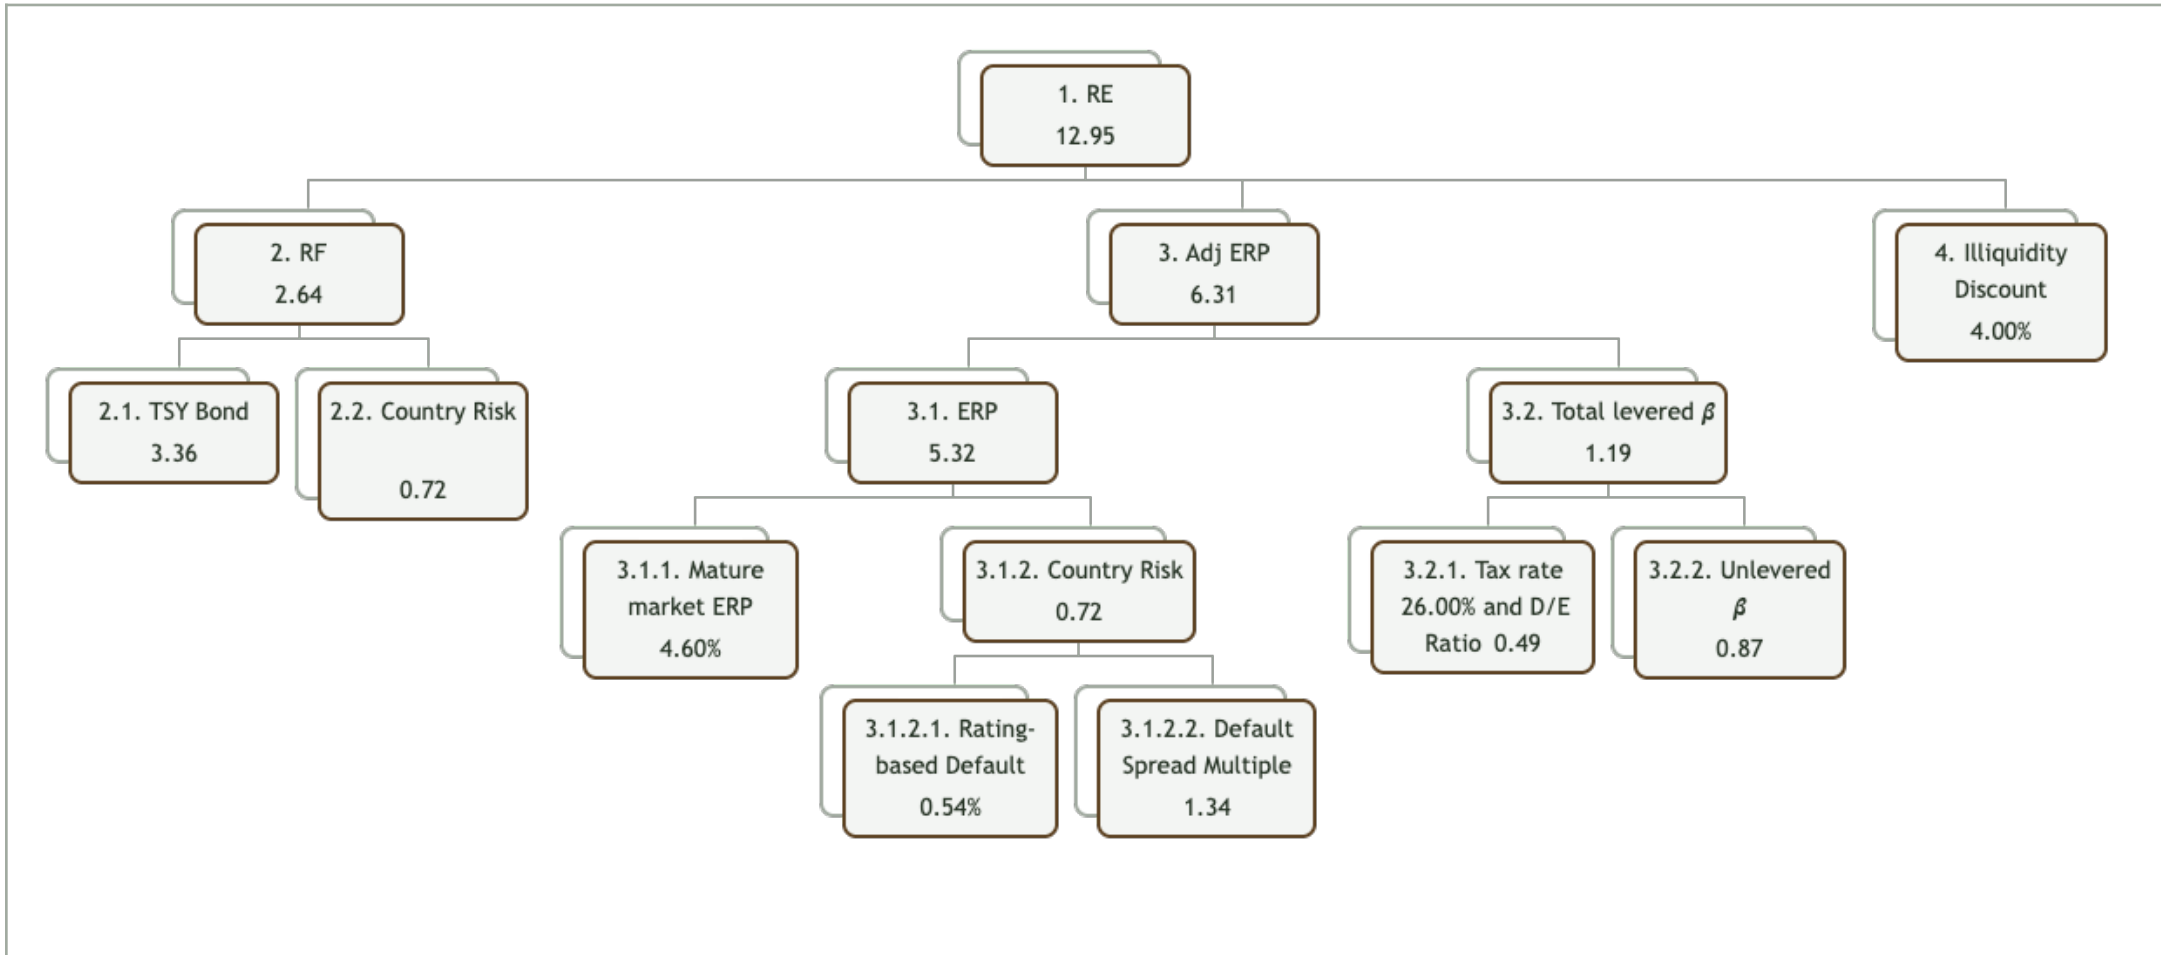 1. RE
12.95
2. RF
2.64
3. Adj ERP
6.31
4. Illiquidity
Discount
4.00%
2.1. TSY Bond
3.36
2.2. Country Risk
0.72
3.1. ERP
5.32
3.2. Total levered β
1.19
3.1.1. Mature
market ERP
4.60%
3.1.2. Country Risk
0.72
3.2.1. Tax rate
26.00% and D/E
Ratio 0.49
3.2.2. Unlevered
β
0.87
3.1.2.1. Rating-
based Default
0.54%
3.1.2.2. Default
Spread Multiple
1.34